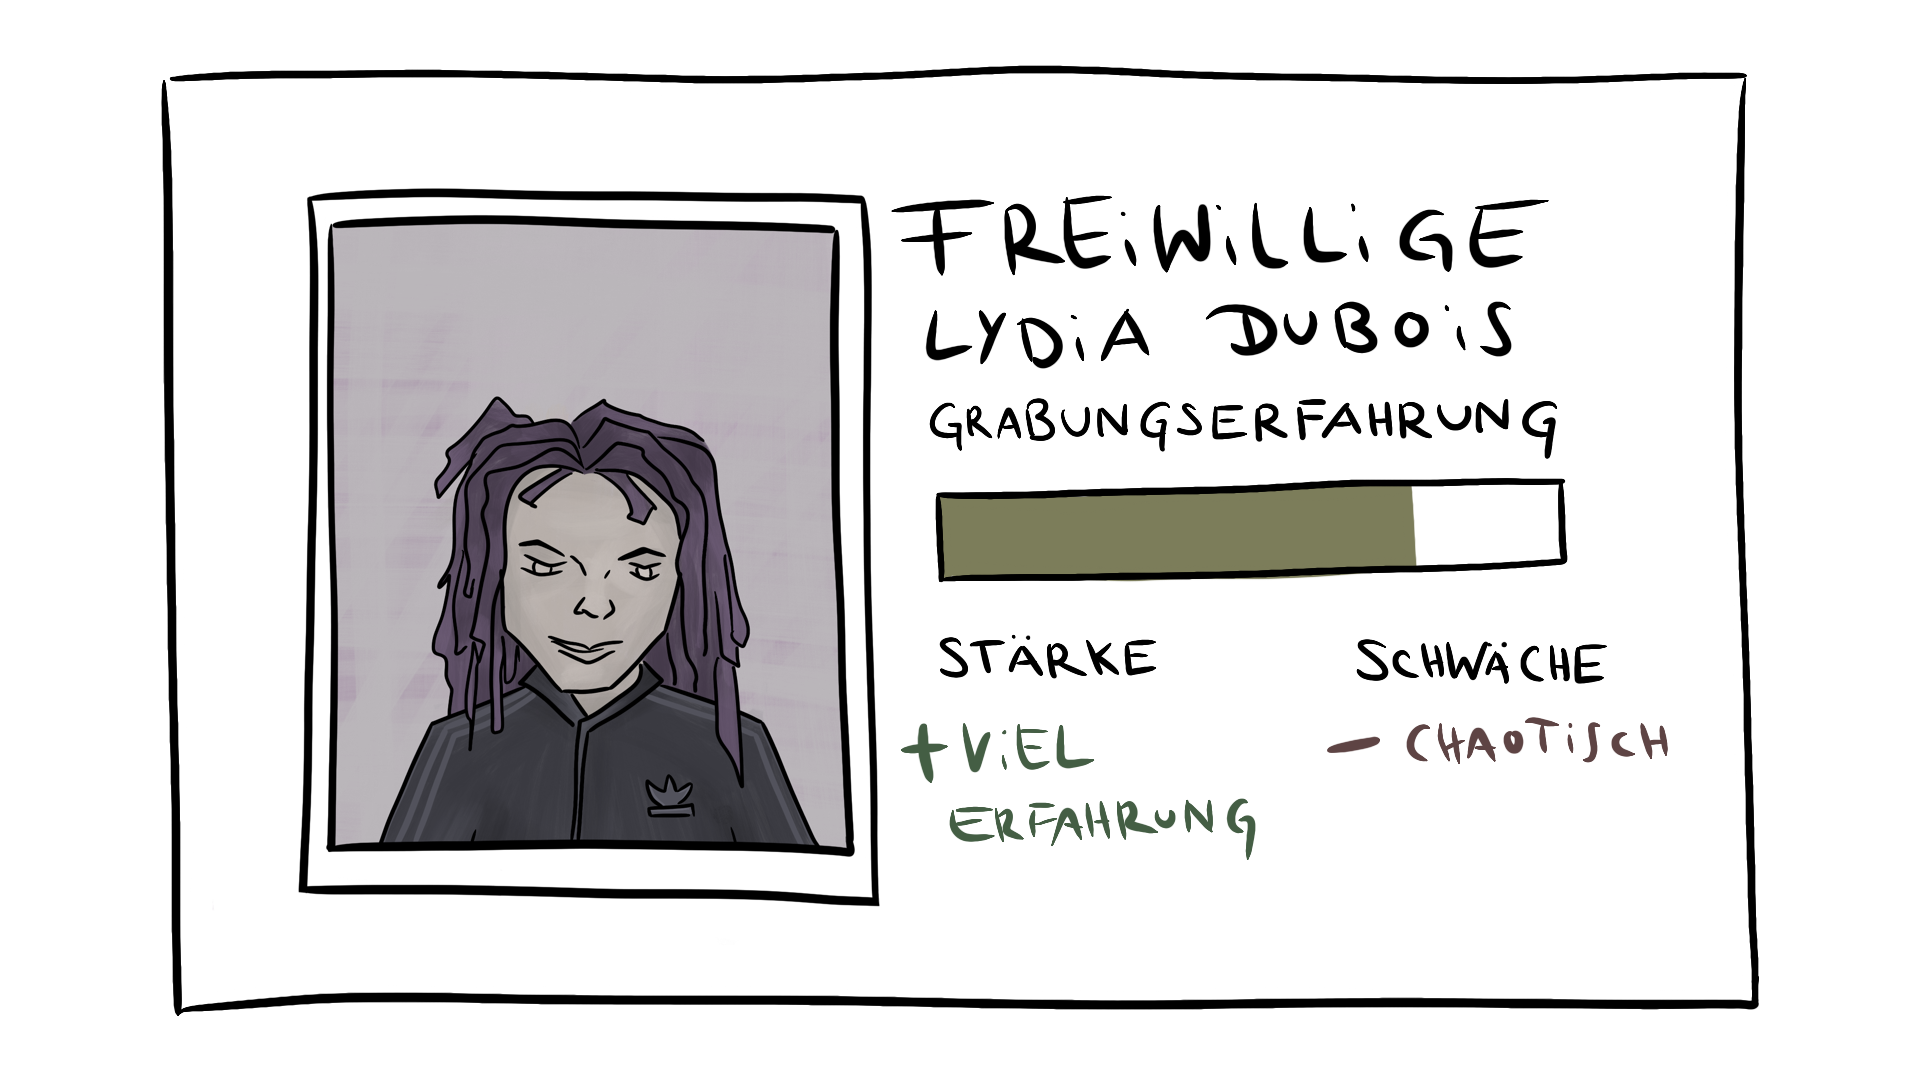 FREiWiLLiGE
LYDiA DUBOiS
GRABUNGSERFAHRUNG
STÄRKE
SCHWÄCHE
+ ViEL
ERFAHRUNG
- CHAOTiSCH